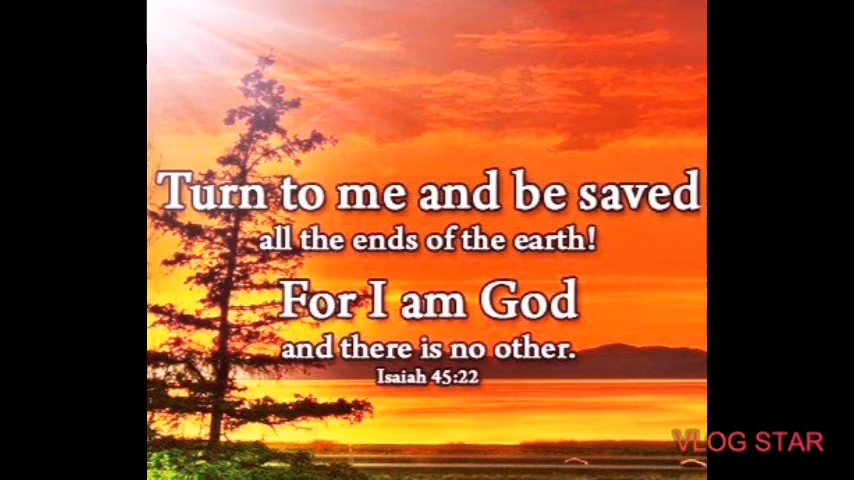 Turn to me and be saved
all the ends of the earth!
For I am God
and there is no other.
Isaiah 45:22
VLOG STAR